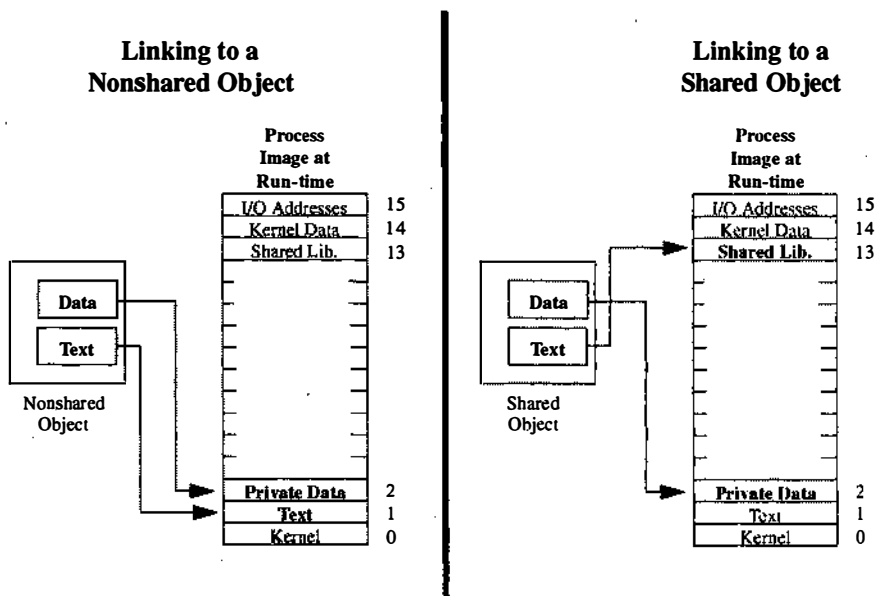 Linking to a
Nonshared Object
Process
Image at
Run-time
I/O Addresses 15
Kernel Data 14
Shared Lib. 13
Data
Text
Nonshared
Object
Private Data 2
Text 1
Kernel 0
Linking to a
Shared Object
Process
Image at
Run-time
I/O Addresses 15
Kernel Data 14
Shared Lib. 13
Data
Text
Shared
Object
Private Data 2
Text 1
Kernel 0